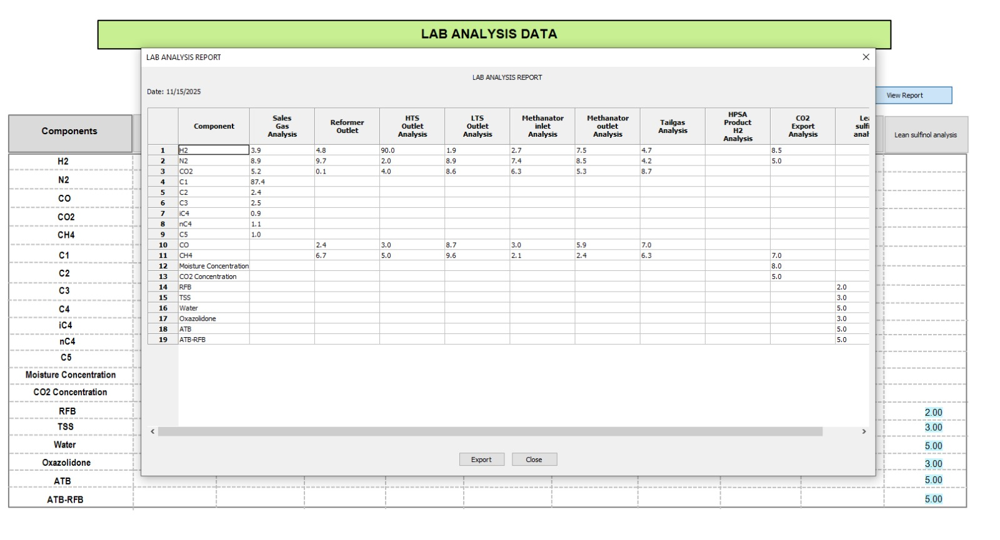 LAB ANALYSIS DATA
LAB ANALYSIS REPORT
LAB ANALYSIS REPORT
Date: 11/15/2025
View Report
Components
Component Sales Gas Analysis Reformer Outlet HTS Outlet Analysis LTS Outlet Analysis Methanator inlet Analysis Methanator outlet Analysis Tailgas Analysis HPSA Product H2 Analysis CO2 Export Analysis
Lean sulfinol analysis
1 H2 3.9 4.8 90.0 1.9 2.7 7.5 4.7 8.5
2 N2 8.9 9.7 2.0 8.9 7.4 8.5 4.2 5.0
3 CO2 5.2 0.1 4.0 8.6 6.3 5.3 8.7
4 C1 87.4
5 C2 2.4
6 C3 2.5
7 iC4 0.9
8 nC4 1.1
9 C5 1.0
10 CO 2.4 3.0 8.7 3.0 5.9 7.0
11 CH4 6.7 5.0 9.6 2.1 2.4 6.3 7.0
12 Moisture Concentration 8.0
13 CO2 Concentration 5.0
14 RFB 2.0
15 TSS 3.0
16 Water 5.0
17 Oxazolidone 3.0
18 ATB 5.0
19 ATB-RFB 5.0
Export Close
H2
N2
CO
CO2
CH4
C1
C2
C3
C4
iC4
nC4
C5
Moisture Concentration
CO2 Concentration
RFB 2.00
TSS 3.00
Water 5.00
Oxazolidone 3.00
ATB 5.00
ATB-RFB 5.00